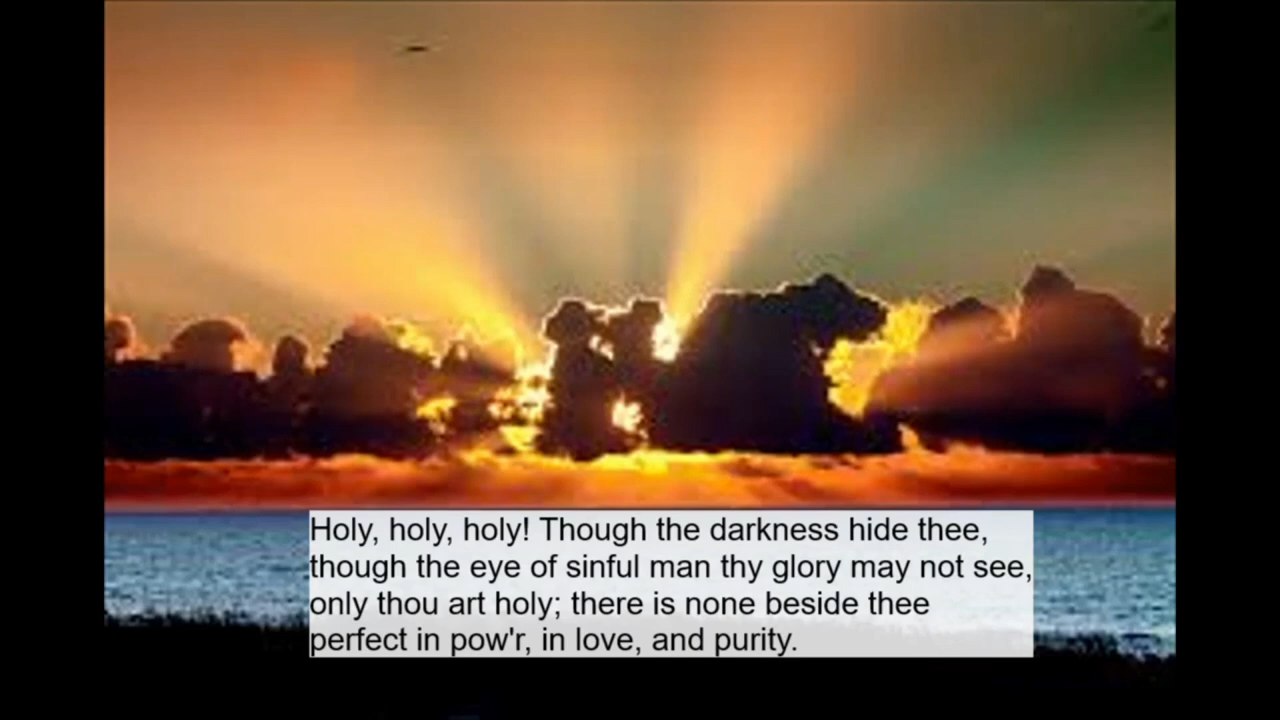 Holy, holy, holy! Though the darkness hide thee,
though the eye of sinful man thy glory may not see,
only thou art holy; there is none beside thee
perfect in pow'r, in love, and purity.